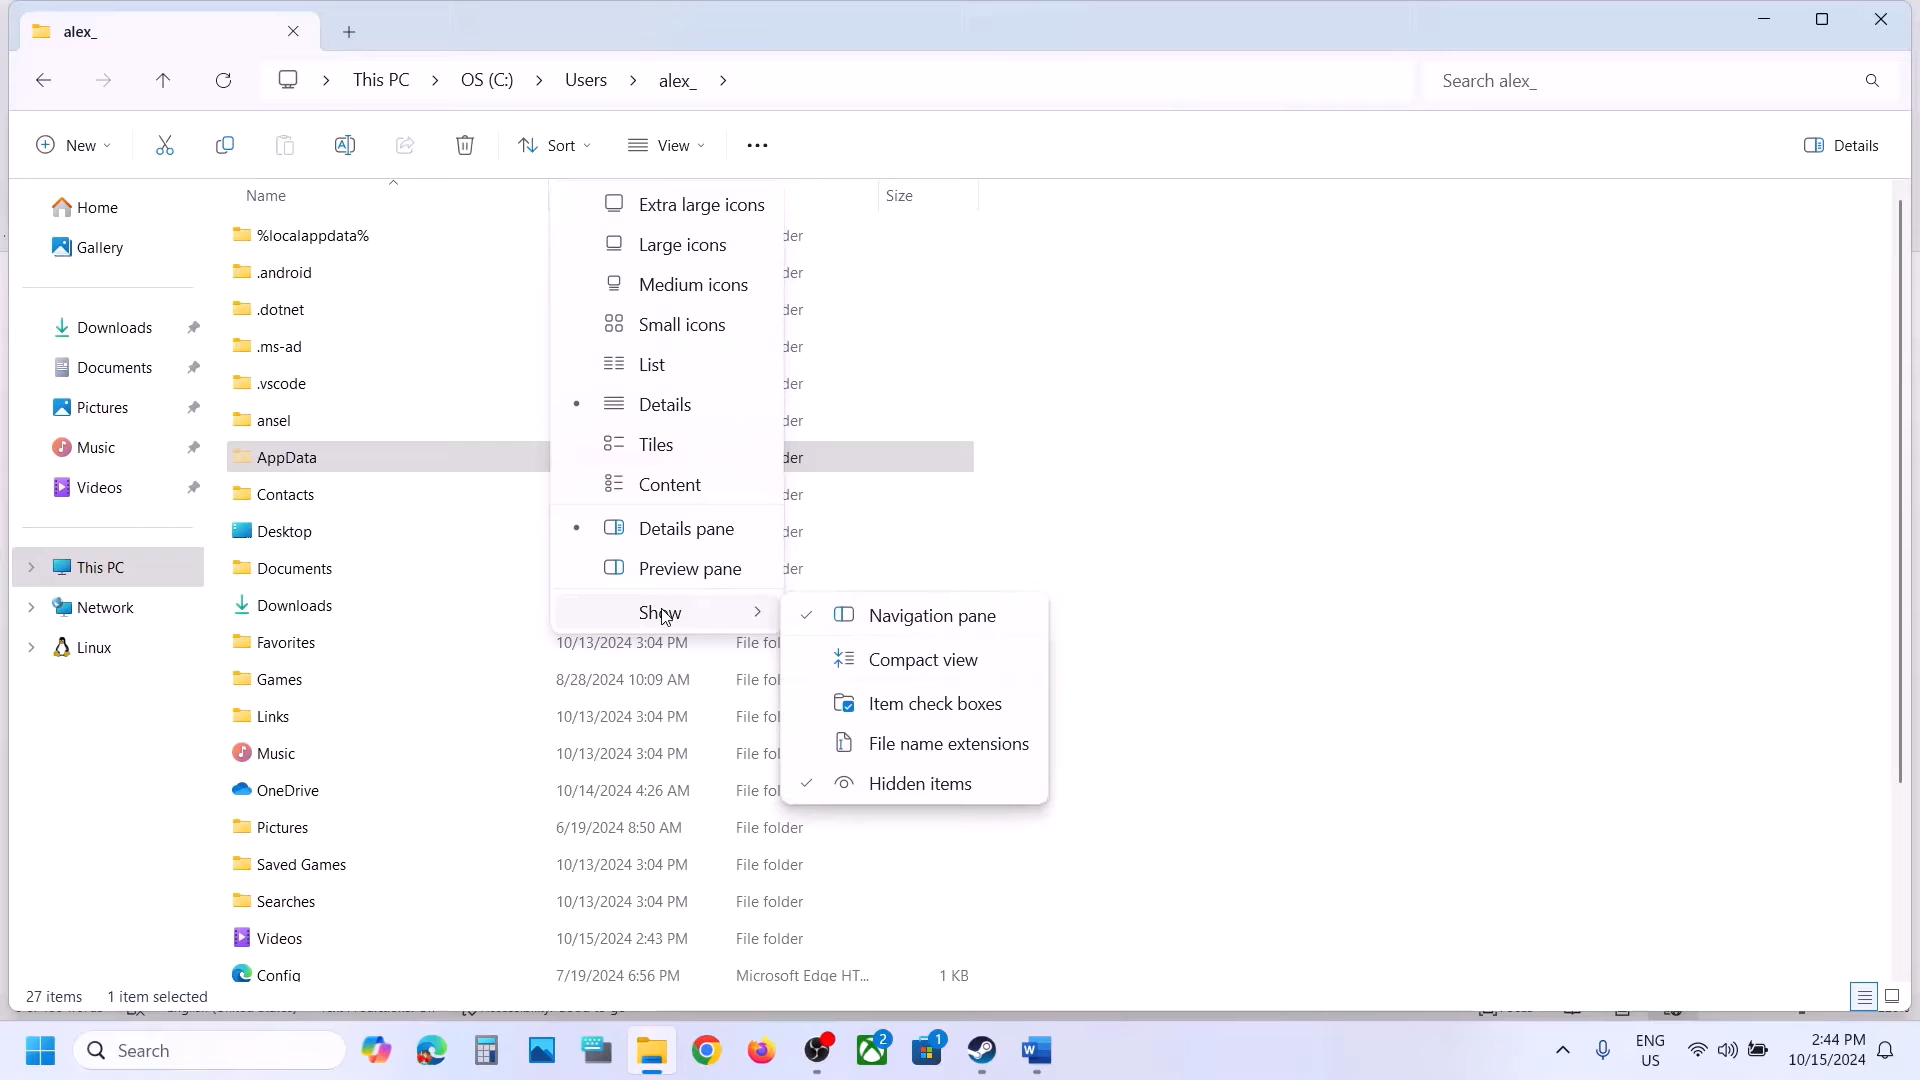 alex_
This PC
OS (C:)
Users
alex_
Search alex_
New
Sort
View
Details
Home
Gallery
Downloads
Documents
Pictures
Music
Videos
This PC
Network
Linux
Name
Size
%localappdata%
der
.android
der
.dotnet
der
.ms-ad
der
.vscode
der
ansel
der
AppData
der
Contacts
der
Desktop
der
Documents
der
Downloads
Favorites
10/13/2024 3:04 PM
File fol
Games
8/28/2024 10:09 AM
File fol
Links
10/13/2024 3:04 PM
File fol
Music
10/13/2024 3:04 PM
File fol
OneDrive
10/14/2024 4:26 AM
File fol
Pictures
6/19/2024 8:50 AM
File folder
Saved Games
10/13/2024 3:04 PM
File folder
Searches
10/13/2024 3:04 PM
File folder
Videos
10/15/2024 2:43 PM
File folder
Config
7/19/2024 6:56 PM
Microsoft Edge HT...
1 KB
Extra large icons
Large icons
Medium icons
Small icons
List
Details
Tiles
Content
Details pane
Preview pane
Show
Navigation pane
Compact view
Item check boxes
File name extensions
Hidden items
27 items
1 item selected
Search
2
1
ENG
US
2:44 PM
10/15/2024